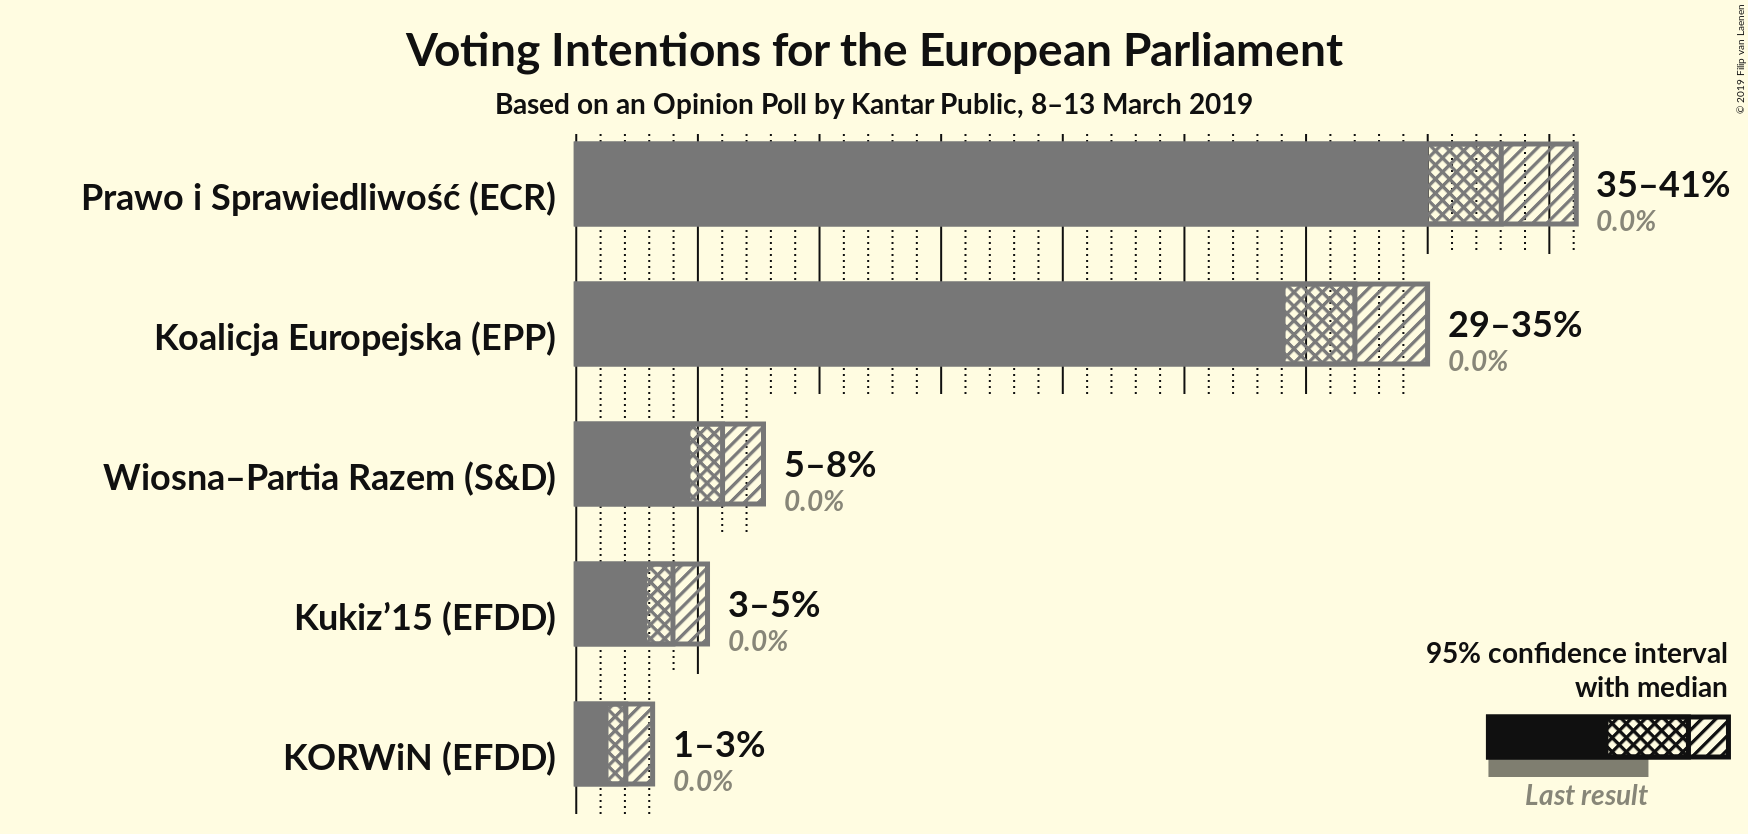 Voting Intentions for the European Parliament
Based on an Opinion Poll by Kantar Public, 8–13 March 2019
© 2019 Filip van Laenen
Prawo i Sprawiedliwość (ECR)
35–41%
0.0%
Koalicja Europejska (EPP)
29–35%
0.0%
Wiosna–Partia Razem (S&D)
5–8%
0.0%
Kukiz’15 (EFDD)
3–5%
0.0%
KORWiN (EFDD)
1–3%
0.0%
95% confidence interval
with median
Last result